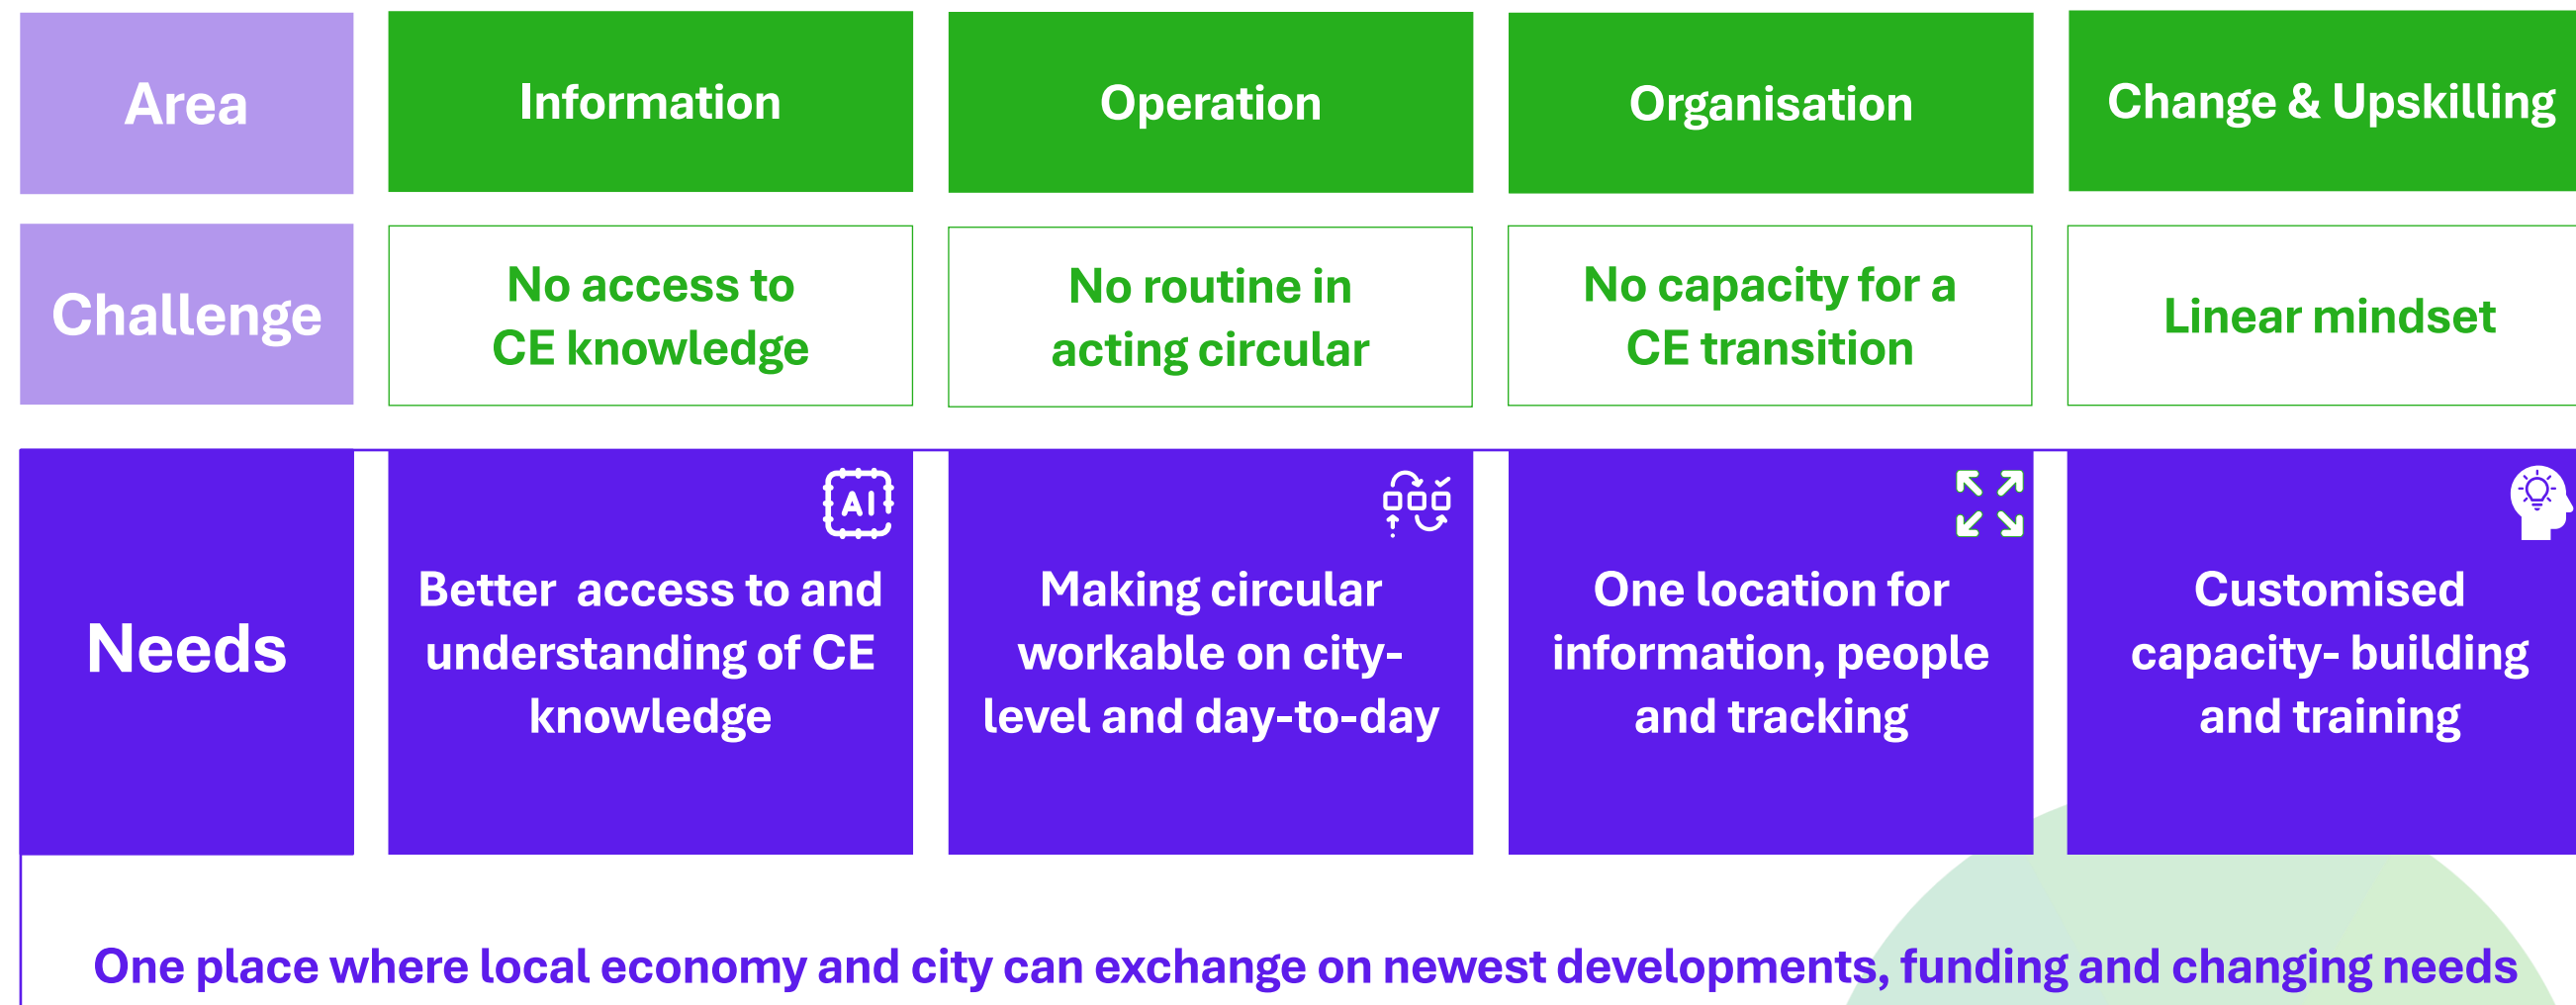 Area
Information
Operation
Organisation
Change & Upskilling
Challenge
No access to
CE knowledge
No routine in
acting circular
No capacity for a
CE transition
Linear mindset
Needs
AI
Better access to and
understanding of CE
knowledge
Making circular
workable on city-
level and day-to-day
One location for
information, people
and tracking
Customised
capacity- building
and training
One place where local economy and city can exchange on newest developments, funding and changing needs